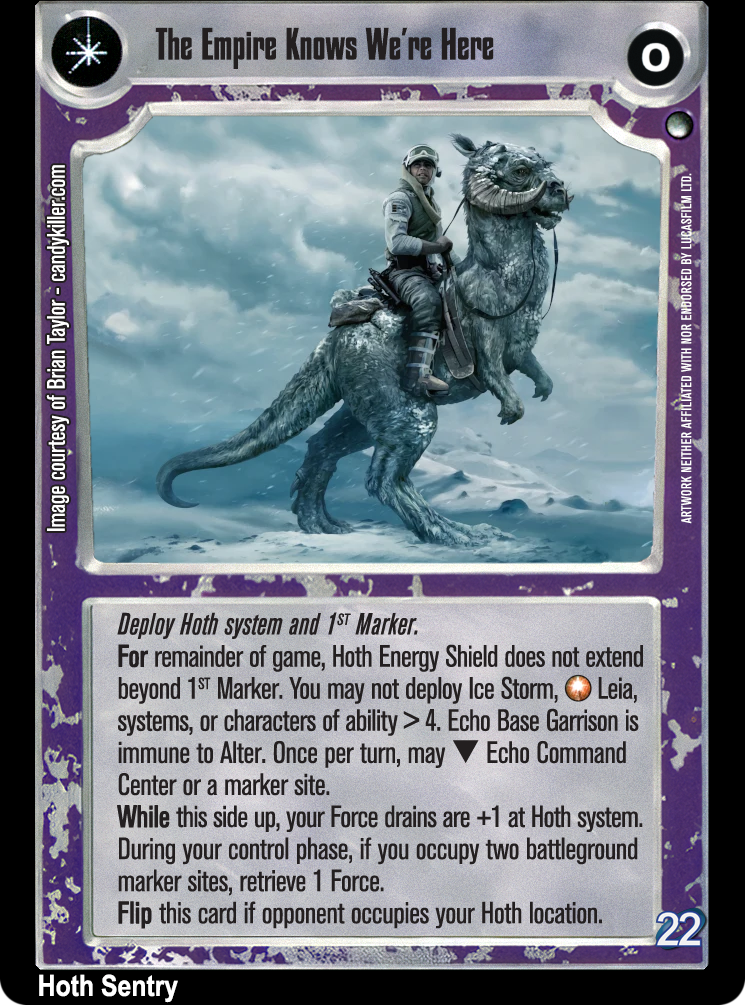 The Empire Knows We're Here
0
Image courtesy of Brian Taylor - candykiller.com
ARTWORK NEITHER AFFILIATED WITH NOR ENDORSED BY LUCASFILM LTD.
Deploy Hoth system and 1ST Marker.
For remainder of game, Hoth Energy Shield does not extend
beyond 1ST Marker. You may not deploy Ice Storm, Leia,
systems, or characters of ability > 4. Echo Base Garrison is
immune to Alter. Once per turn, may ▼ Echo Command
Center or a marker site.
While this side up, your Force drains are +1 at Hoth system.
During your control phase, if you occupy two battleground
marker sites, retrieve 1 Force.
Flip this card if opponent occupies your Hoth location.
22
Hoth Sentry